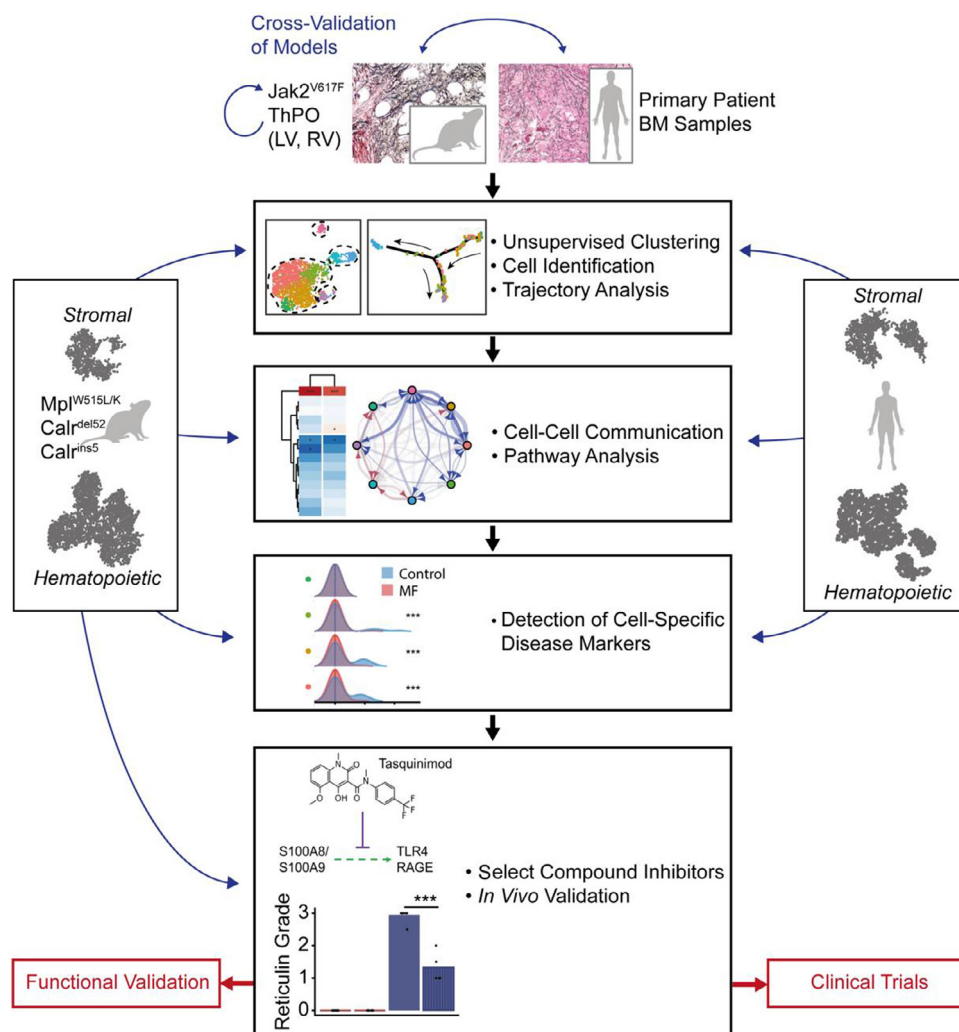 Cross-Validation
of Models
Jak2V617F
ThPO
(LV, RV)
Primary Patient
BM Samples
• Unsupervised Clustering
• Cell Identification
• Trajectory Analysis
Stromal
MplW515L/K
Calrdel52
Calrins5
Hematopoietic
Stromal
Hematopoietic
• Cell-Cell Communication
• Pathway Analysis
Control
MF
***
***
***
• Detection of Cell-Specific
Disease Markers
Tasquinimod
N
O
N
O
OH
O
F
F
F
S100A8/
S100A9
TLR4
RAGE
• Select Compound Inhibitors
• In Vivo Validation
***
Reticulin Grade
3
2
1
0
Functional Validation
Clinical Trials